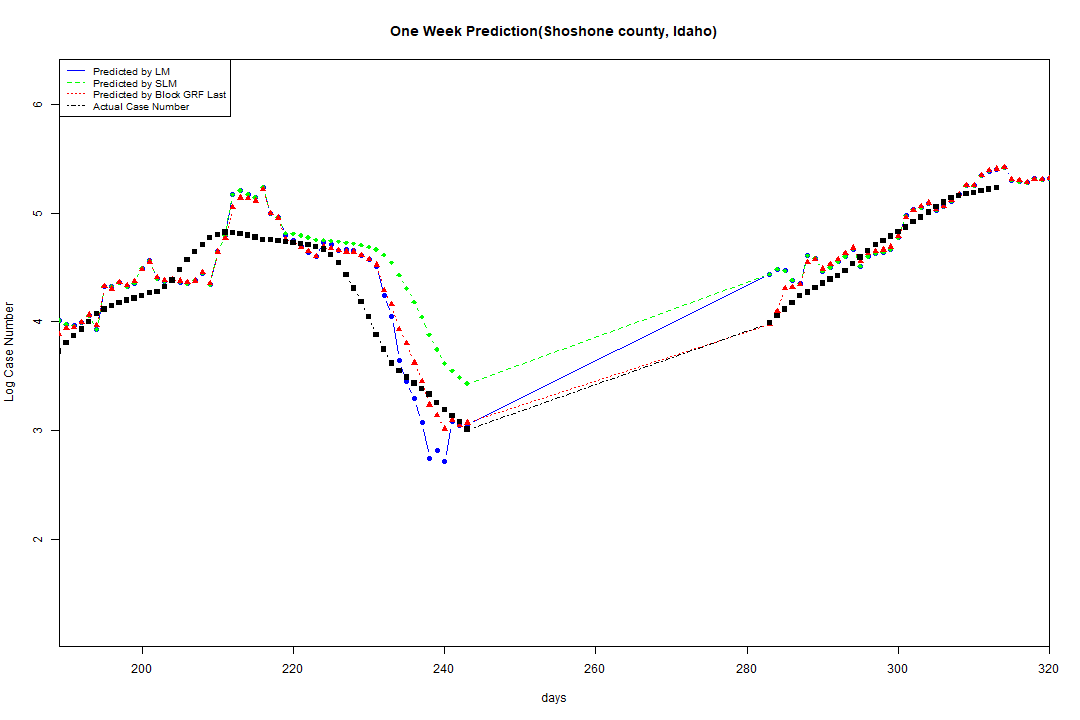 One Week Prediction(Shoshone county, Idaho)
Predicted by LM
Predicted by SLM
Predicted by Block GRF Last
Actual Case Number
6
5
4
3
2
Log Case Number
200 220 240 260 280 300 320
days